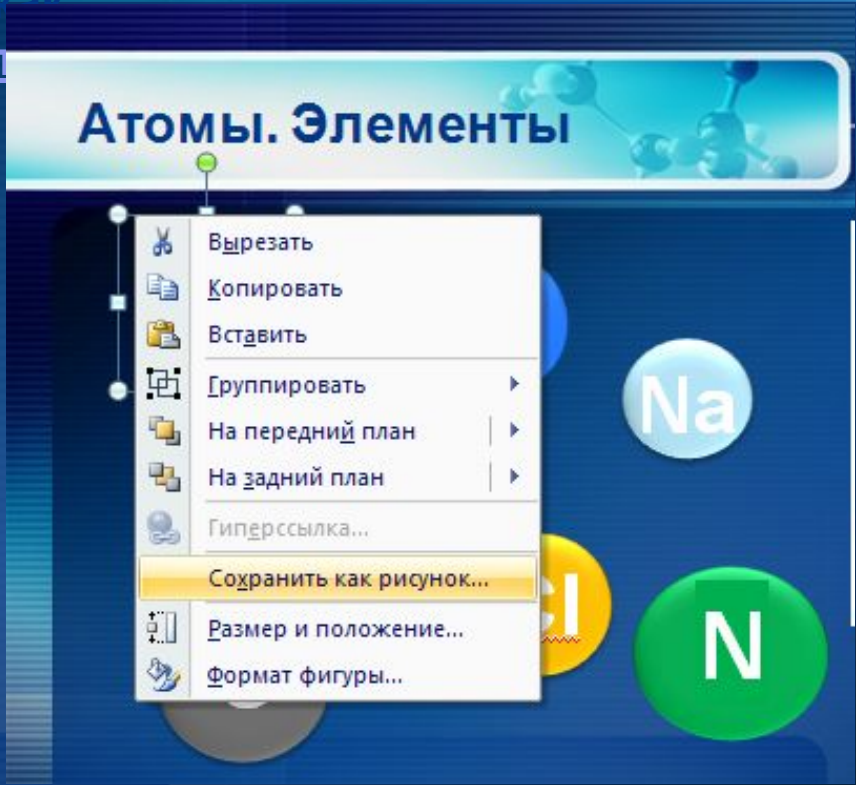 Атомы. Элементы
Вырезать
Копировать
Вставить
Группировать
На передний план
На задний план
Гиперссылка...
Сохранить как рисунок...
Размер и положение...
Формат фигуры...
Na
Cl
N